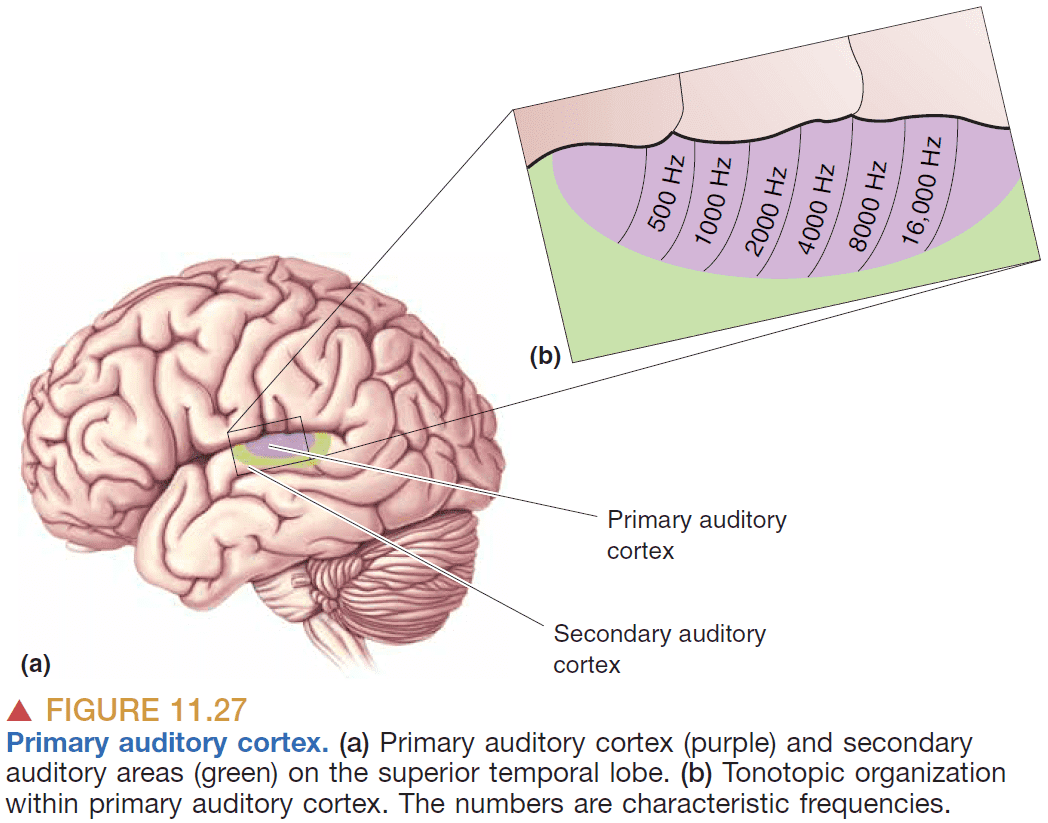 500 Hz
1000 Hz
2000 Hz
4000 Hz
8000 Hz
16,000 Hz
(b)
Primary auditory
cortex
Secondary auditory
cortex
(a)
▲ FIGURE 11.27
Primary auditory cortex. (a) Primary auditory cortex (purple) and secondary
auditory areas (green) on the superior temporal lobe. (b) Tonotopic organization
within primary auditory cortex. The numbers are characteristic frequencies.